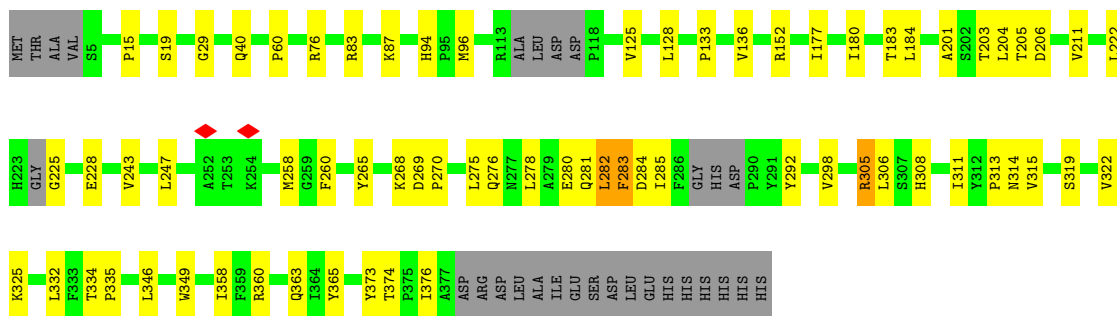 MET THR ALA VAL S5 P15 S19 G29 Q40 P60 R76 R83 K87 H94 P95 M96 R113 ALA LEU ASP ASP P118 V125 L128 P133 V136 R152 I177 I180 T183 L184 A201 S202 T203 L204 T205 D206 V211 L222
H223 GLY G225 E228 V243 L247 A252 T253 K254 M258 G259 F260 Y265 K268 D269 P270 L275 Q276 N277 L278 A279 E280 Q281 L282 F283 D284 I285 F286 GLY HIS ASP P290 Y291 Y292 V298 R305 L306 S307 H308 I311 Y312 P313 N314 V315 S319 V322
K325 L332 F333 T334 P335 L346 W349 I358 F359 R360 Q363 I364 Y365 Y373 T374 P375 I376 A377 ASP ARG ASP LEU ALA ILE GLU SER ASP LEU GLU HIS HIS HIS HIS HIS HIS